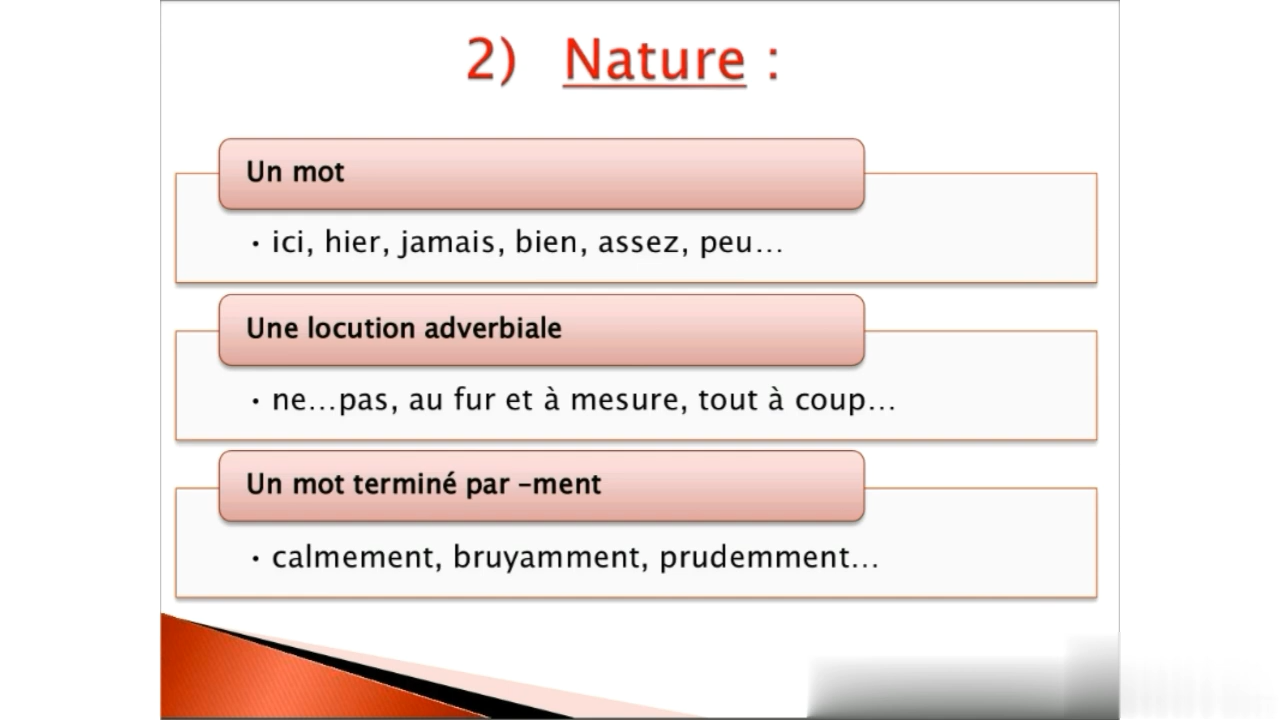 2) Nature :
Un mot
• ici, hier, jamais, bien, assez, peu…
Une locution adverbiale
• ne…pas, au fur et à mesure, tout à coup…
Un mot terminé par –ment
• calmement, bruyamment, prudemment…